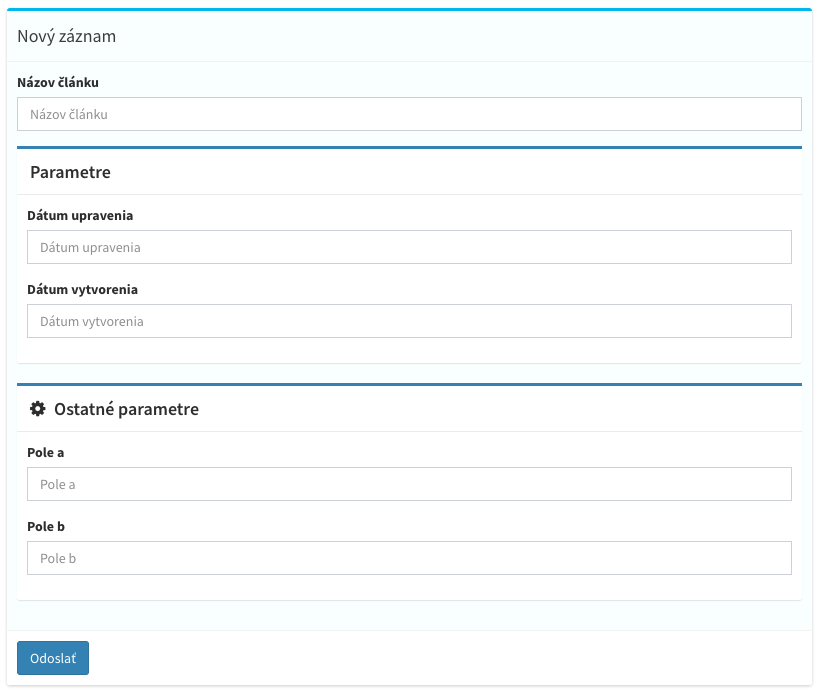 Nový záznam
Názov článku
Názov článku
Parametre
Dátum upravenia
Dátum upravenia
Dátum vytvorenia
Dátum vytvorenia
Ostatné parametre
Pole a
Pole a
Pole b
Pole b
Odoslať